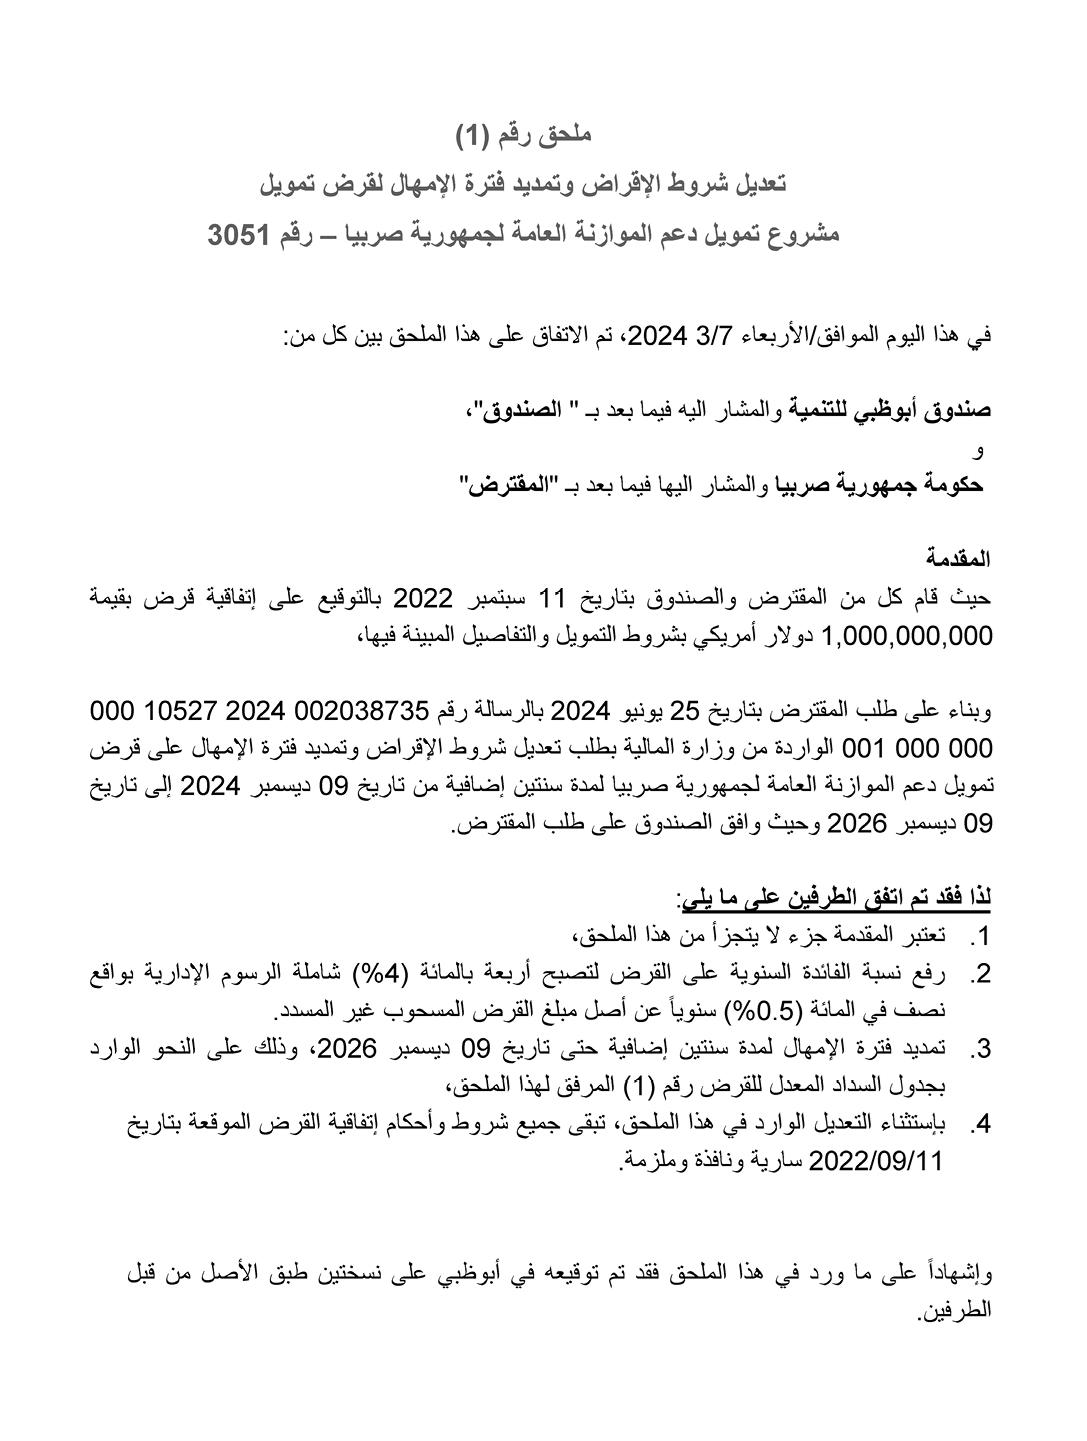 ملحق رقم (1)
تعديل شروط الإقراض وتمديد فترة الإمهال لقرض تمويل
مشروع تمويل دعم الموازنة العامة لجمهورية صربيا – رقم 3051
في هذا اليوم الموافق/الأربعاء 3/7 2024، تم الاتفاق على هذا الملحق بين كل من:
صندوق أبوظبي للتنمية والمشار اليه فيما بعد بـ " الصندوق"،
و
حكومة جمهورية صربيا والمشار اليها فيما بعد بـ "المقترض"
المقدمة
حيث قام كل من المقترض والصندوق بتاريخ 11 سبتمبر 2022 بالتوقيع على إتفاقية قرض بقيمة
1,000,000,000 دولار أمريكي بشروط التمويل والتفاصيل المبينة فيها،
وبناء على طلب المقترض بتاريخ 25 يونيو 2024 بالرسالة رقم 002038735 2024 10527 000
000 000 001 الواردة من وزارة المالية بطلب تعديل شروط الإقراض وتمديد فترة الإمهال على قرض
تمويل دعم الموازنة العامة لجمهورية صربيا لمدة سنتين إضافية من تاريخ 09 ديسمبر 2024 إلى تاريخ
09 ديسمبر 2026 وحيث وافق الصندوق على طلب المقترض.
لذا فقد تم اتفق الطرفين على ما يلي:
1. تعتبر المقدمة جزء لا يتجزأ من هذا الملحق،
2. رفع نسبة الفائدة السنوية على القرض لتصبح أربعة بالمائة (4%) شاملة الرسوم الإدارية بواقع
نصف في المائة (0.5%) سنوياً عن أصل مبلغ القرض المسحوب غير المسدد.
3. تمديد فترة الإمهال لمدة سنتين إضافية حتى تاريخ 09 ديسمبر 2026، وذلك على النحو الوارد
بجدول السداد المعدل للقرض رقم (1) المرفق لهذا الملحق،
4. بإستثناء التعديل الوارد في هذا الملحق، تبقى جميع شروط وأحكام إتفاقية القرض الموقعة بتاريخ
2022/09/11 سارية ونافذة وملزمة.
وإشهاداً على ما ورد في هذا الملحق فقد تم توقيعه في أبوظبي على نسختين طبق الأصل من قبل
الطرفين.